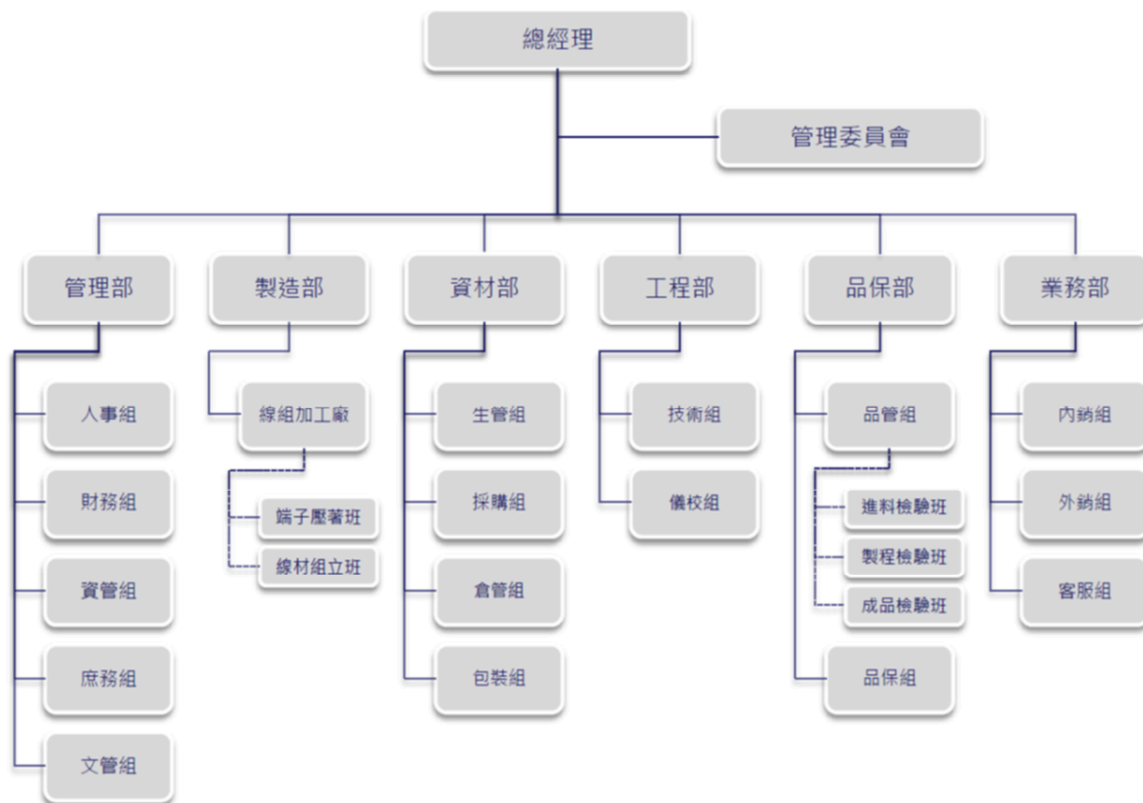 總經理
管理委員會
管理部
製造部
資材部
工程部
品保部
業務部
人事組
財務組
資管組
庶務組
文管組
線組加工廠
端子壓著班
線材組立班
生管組
採購組
倉管組
包裝組
技術組
儀校組
品管組
進料檢驗班
製程檢驗班
成品檢驗班
品保組
內銷組
外銷組
客服組